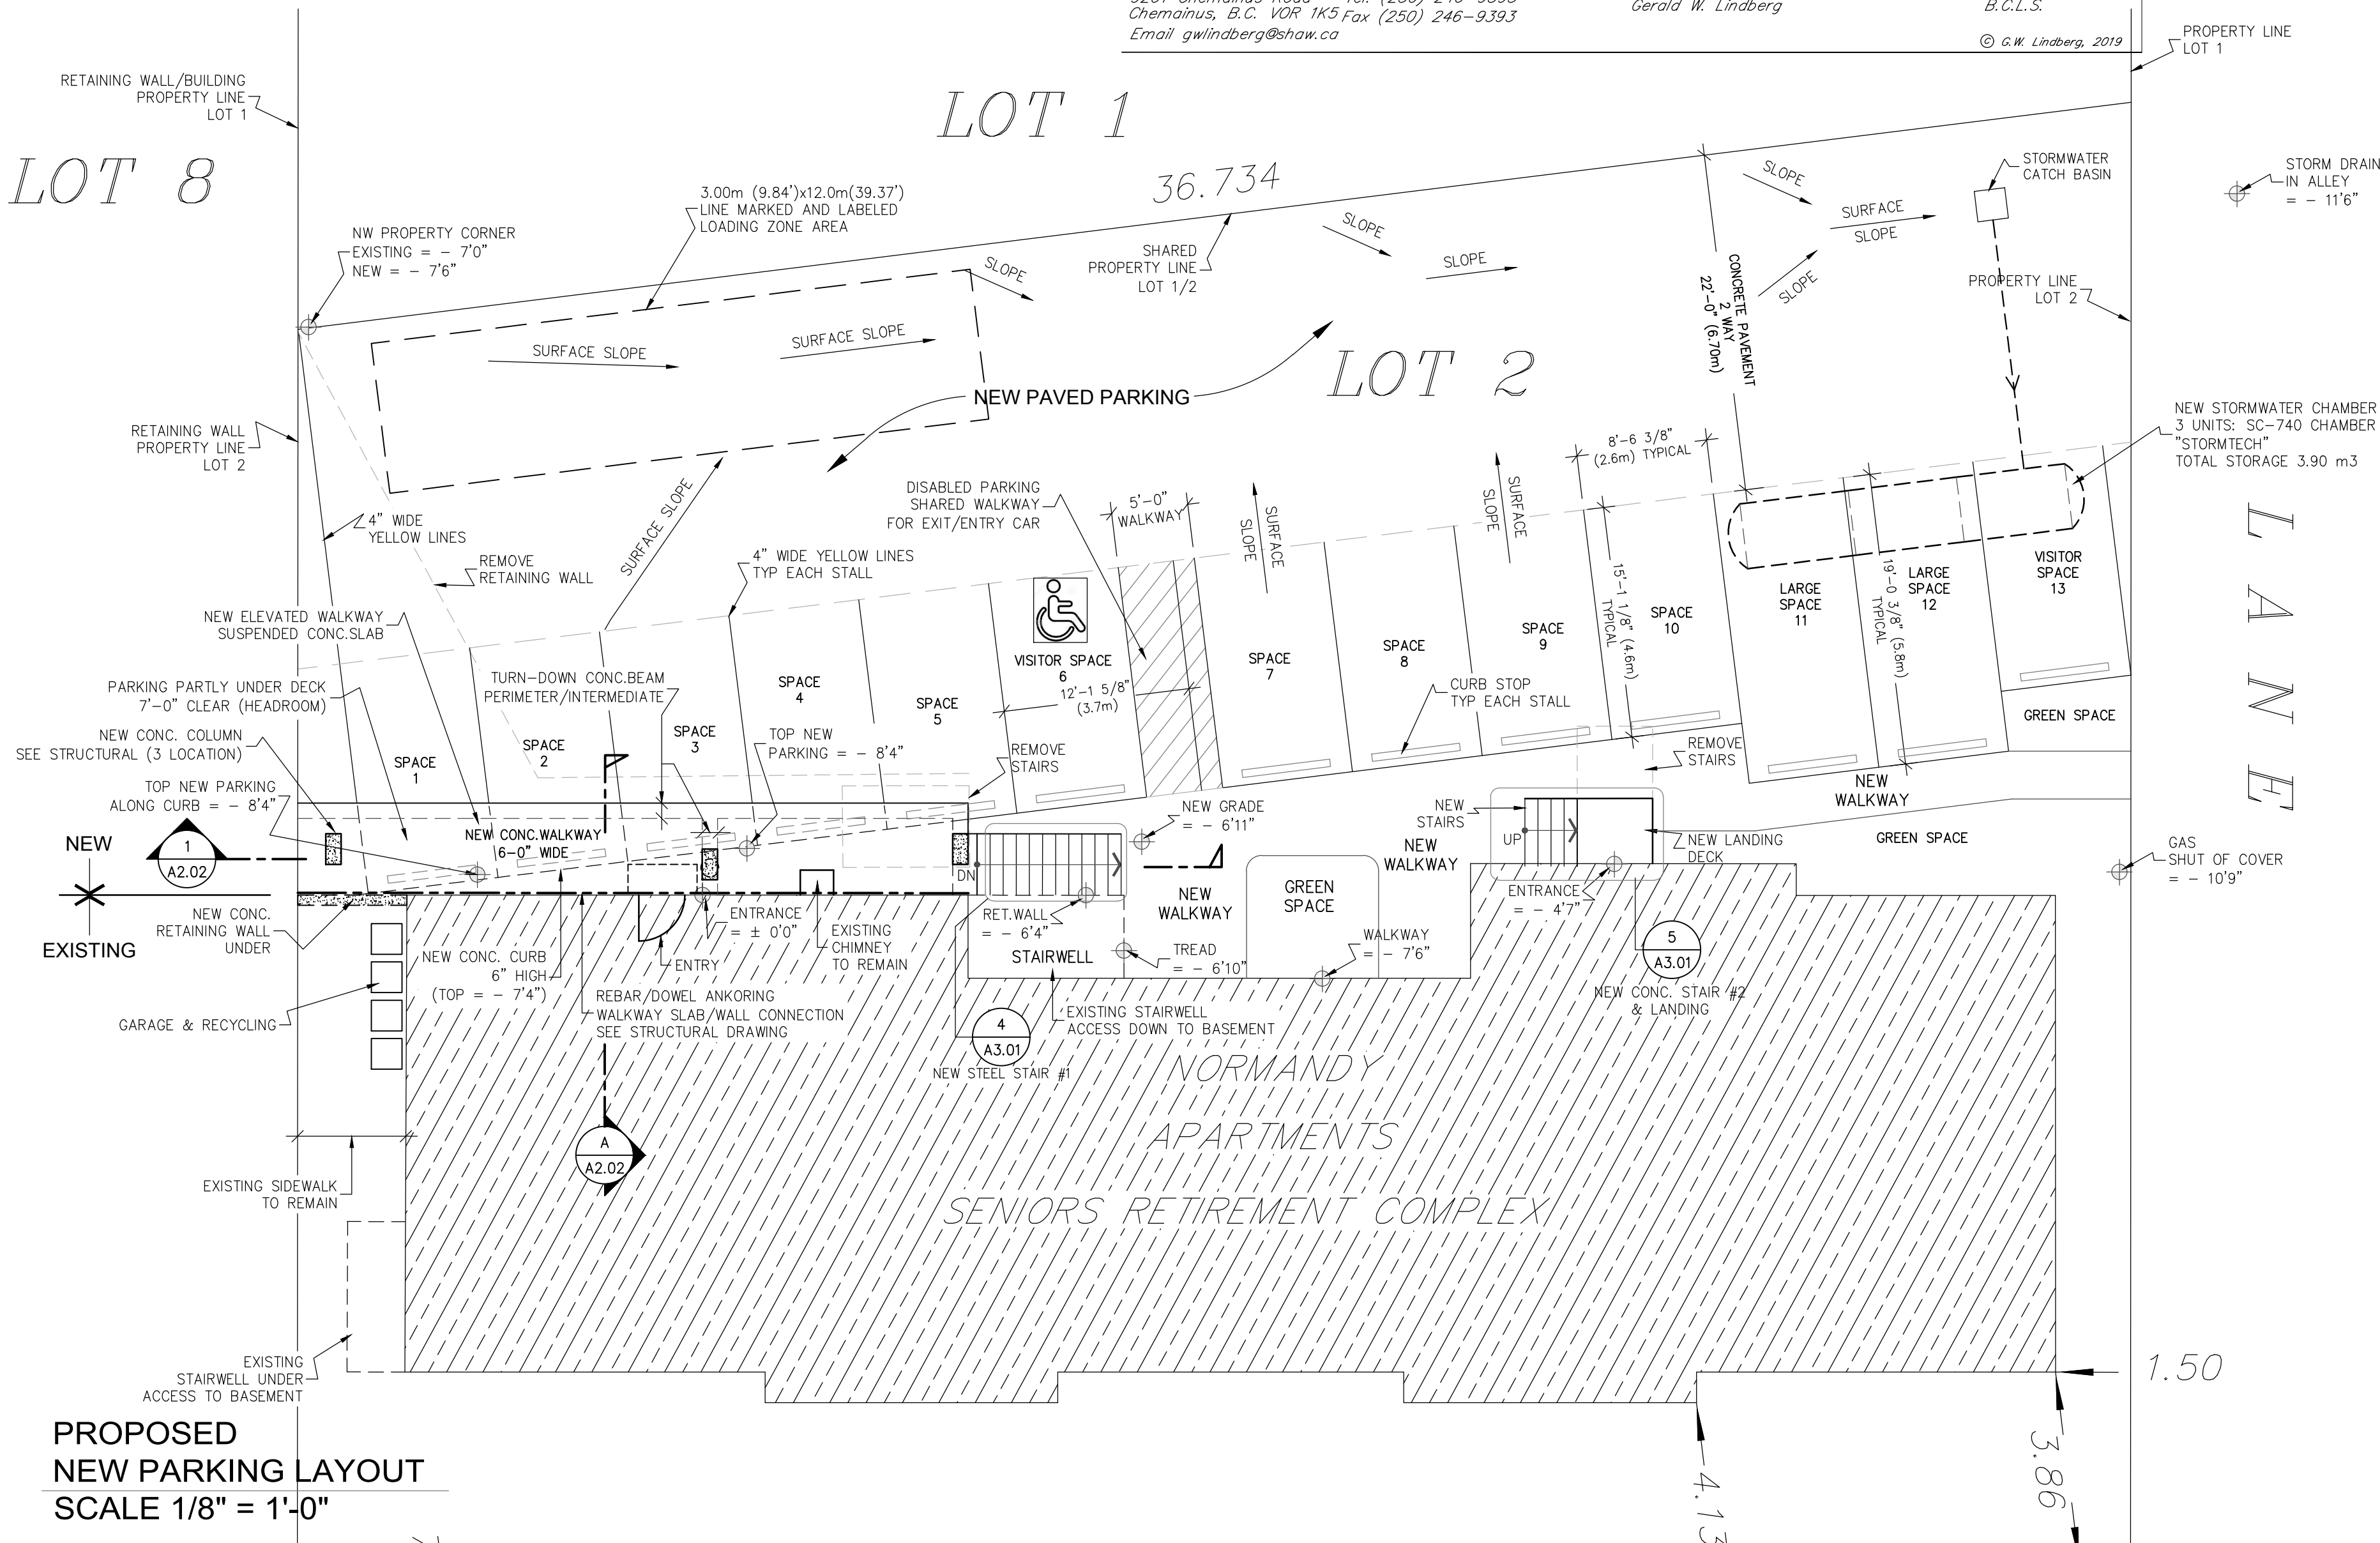 Chemainus, B.C. VOR 1K5 Fax (250) 246-9393
Email gwlindberg@shaw.ca
Gerald W. Lindberg
B.C.L.S.
© G.W. Lindberg, 2019
PROPERTY LINE
LOT 1
RETAINING WALL/BUILDING
PROPERTY LINE
LOT 1
LOT 1
LOT 8
36.734
3.00m (9.84')x12.0m(39.37')
LINE MARKED AND LABELED
LOADING ZONE AREA
NW PROPERTY CORNER
EXISTING = - 7'0"
NEW = - 7'6"
SHARED
PROPERTY LINE
LOT 1/2
SLOPE
SLOPE
SLOPE
SLOPE
SURFACE
SLOPE
SLOPE
STORMWATER
CATCH BASIN
STORM DRAIN
IN ALLEY
= - 11'6"
PROPERTY LINE
LOT 2
CONCRETE PAVEMENT
2 WAY
22'-0" (6.70m)
SURFACE SLOPE
SURFACE SLOPE
NEW PAVED PARKING
LOT 2
RETAINING WALL
PROPERTY LINE
LOT 2
NEW STORMWATER CHAMBER
3 UNITS: SC-740 CHAMBER
"STORMTECH"
TOTAL STORAGE 3.90 m3
8'-6 3/8"
(2.6m) TYPICAL
DISABLED PARKING
SHARED WALKWAY
FOR EXIT/ENTRY CAR
5'-0"
WALKWAY
SURFACE
SLOPE
SURFACE
SLOPE
SURFACE SLOPE
4" WIDE
YELLOW LINES
REMOVE
RETAINING WALL
4" WIDE YELLOW LINES
TYP EACH STALL
NEW ELEVATED WALKWAY
SUSPENDED CONC.SLAB
PARKING PARTLY UNDER DECK
7'-0" CLEAR (HEADROOM)
TURN-DOWN CONC.BEAM
PERIMETER/INTERMEDIATE
NEW CONC. COLUMN
SEE STRUCTURAL (3 LOCATION)
TOP NEW PARKING
ALONG CURB = - 8'4"
SPACE
1
SPACE
2
SPACE
3
SPACE
4
SPACE
5
VISITOR SPACE
6
12'-1 5/8"
(3.7m)
SPACE
7
SPACE
8
SPACE
9
15'-1 1/8" (4.6m)
TYPICAL
SPACE
10
LARGE
SPACE
11
LARGE
SPACE
12
19'-0 3/8" (5.8m)
TYPICAL
VISITOR
SPACE
13
LANE
GREEN SPACE
CURB STOP
TYP EACH STALL
TOP NEW
PARKING = - 8'4"
REMOVE
STAIRS
REMOVE
STAIRS
NEW
WALKWAY
NEW
1
A2.02
EXISTING
NEW CONC.WALKWAY
6-0" WIDE
NEW GRADE
= - 6'11"
NEW
WALKWAY
NEW
STAIRS
UP
NEW LANDING
DECK
GREEN SPACE
GAS
SHUT OF COVER
= - 10'9"
DN
NEW CONC.
RETAINING WALL
UNDER
NEW CONC. CURB
6" HIGH
(TOP = - 7'4")
ENTRY
ENTRANCE
= ± 0'0"
EXISTING
CHIMNEY
TO REMAIN
RET.WALL
= - 6'4"
STAIRWELL
NEW
WALKWAY
TREAD
= - 6'10"
GREEN
SPACE
WALKWAY
= - 7'6"
ENTRANCE
= - 4'7"
5
A3.01
NEW CONC. STAIR #2
& LANDING
GARAGE & RECYCLING
REBAR/DOWEL ANKORING
WALKWAY SLAB/WALL CONNECTION
SEE STRUCTURAL DRAWING
4
A3.01
NEW STEEL STAIR #1
EXISTING STAIRWELL
ACCESS DOWN TO BASEMENT
NORMANDY
APARTMENTS
SENIORS RETIREMENT COMPLEX
A
A2.02
EXISTING SIDEWALK
TO REMAIN
EXISTING
STAIRWELL UNDER
ACCESS TO BASEMENT
1.50
3.86
4.13
PROPOSED
NEW PARKING LAYOUT
SCALE 1/8" = 1'-0"